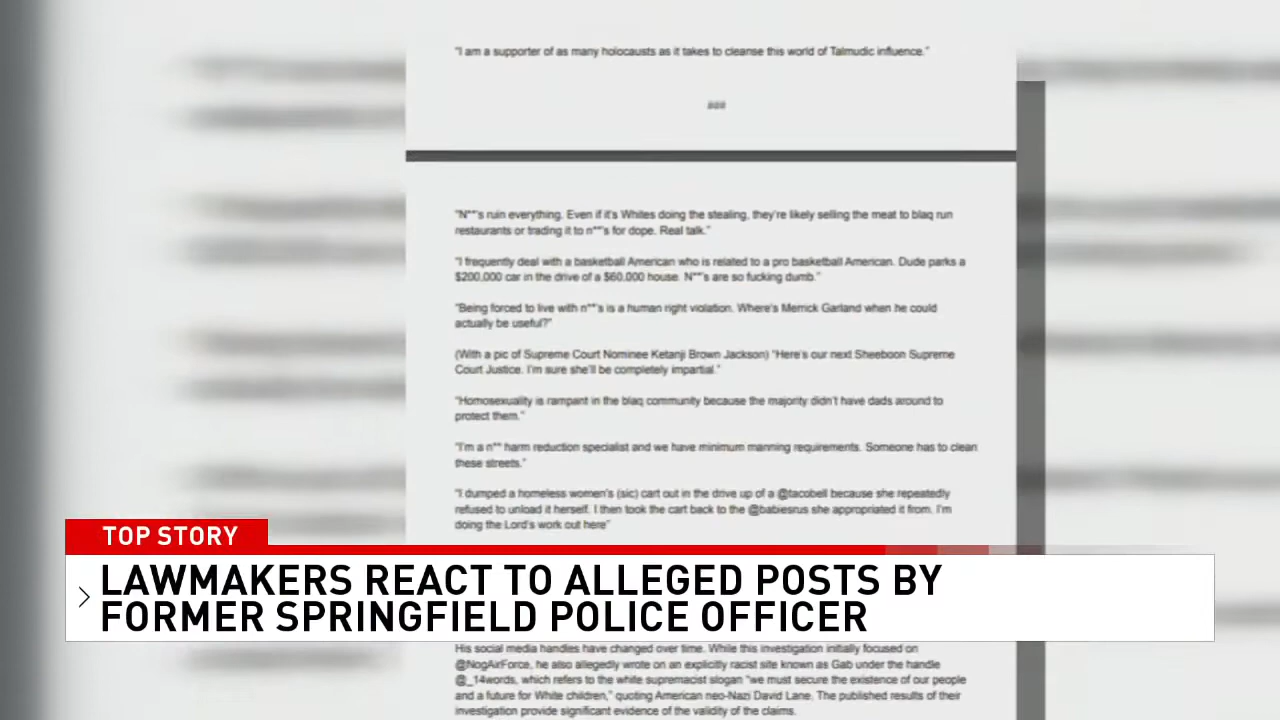 "I am a supporter of as many holocausts as it takes to cleanse this world of Talmudic influence."
###
"N**'s ruin everything. Even if it's Whites doing the stealing, they're likely selling the meat to blaq run
restaurants or trading it to n**'s for dope. Real talk."
"I frequently deal with a basketball American who is related to a pro basketball American. Dude parks a
$200,000 car in the drive of a $60,000 house. N**'s are so fucking dumb."
"Being forced to live with n**'s is a human right violation. Where's Merrick Garland when he could
actually be useful?"
(With a pic of Supreme Court Nominee Ketanji Brown Jackson) "Here's our next Sheeboon Supreme
Court Justice. I'm sure she'll be completely impartial."
"Homosexuality is rampant in the blaq community because the majority didn't have dads around to
protect them."
"I'm a n** harm reduction specialist and we have minimum manning requirements. Someone has to clean
these streets."
"I dumped a homeless women's (sic) cart out in the drive up of a @tacobell because she repeatedly
refused to unload it herself. I then took the cart back to the @babiesrus she appropriated it from. I'm
doing the Lord's work out here"
TOP STORY
LAWMAKERS REACT TO ALLEGED POSTS BY
FORMER SPRINGFIELD POLICE OFFICER
His social media handles have changed over time. While this investigation initially focused on
@NogAirForce, he also allegedly wrote on an explicitly racist site known as Gab under the handle
@_14words, which refers to the white supremacist slogan "we must secure the existence of our people
and a future for White children," quoting American neo-Nazi David Lane. The published results of their
investigation provide significant evidence of the validity of the claims.